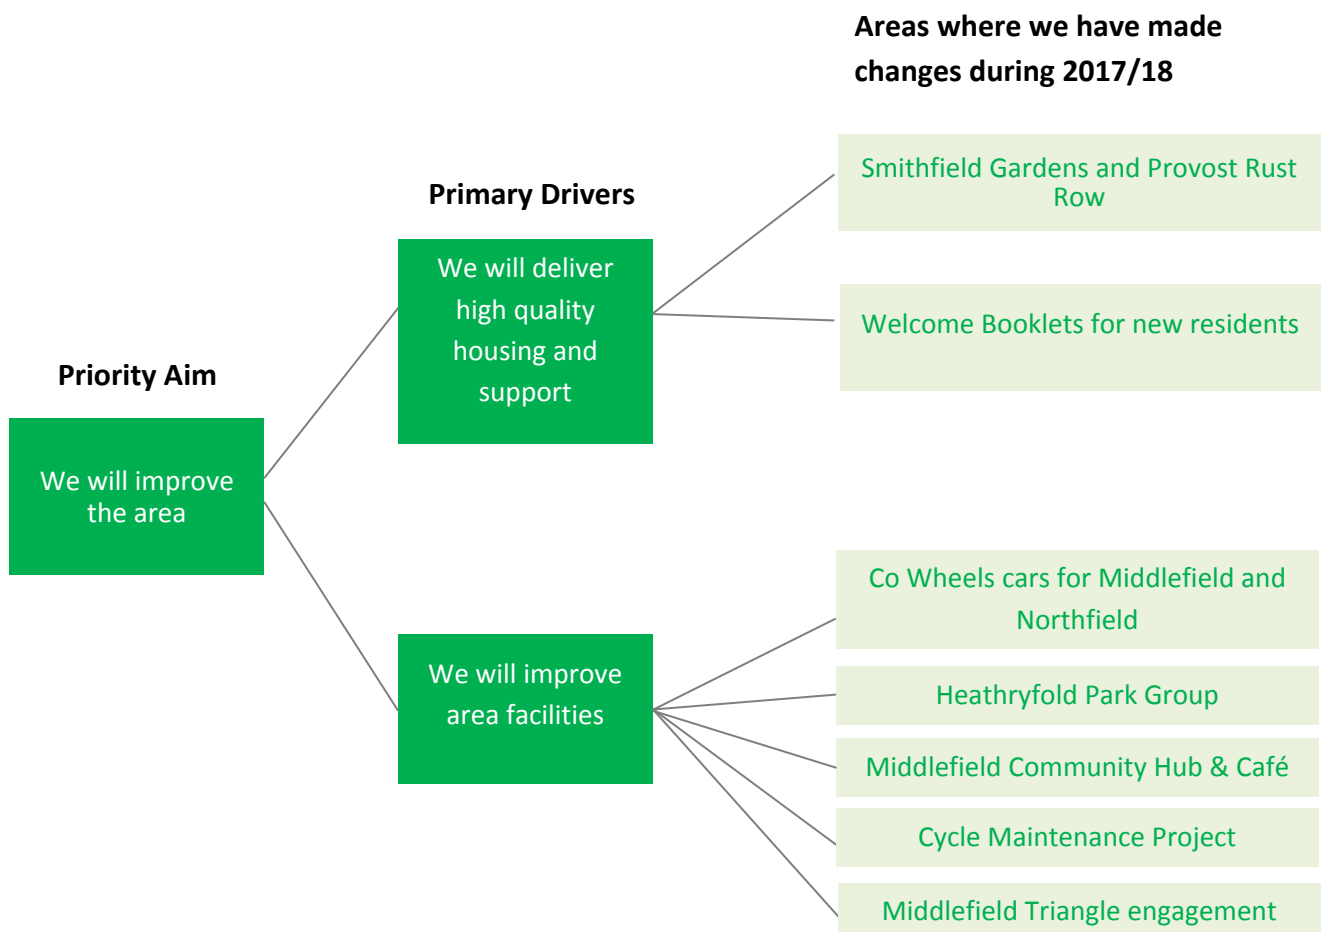 Areas where we have made
changes during 2017/18
Primary Drivers
Priority Aim
We will improve
the area
We will deliver
high quality
housing and
support
We will improve
area facilities
Smithfield Gardens and Provost Rust
Row
Welcome Booklets for new residents
Co Wheels cars for Middlefield and
Northfield
Heathryfold Park Group
Middlefield Community Hub & Café
Cycle Maintenance Project
Middlefield Triangle engagement